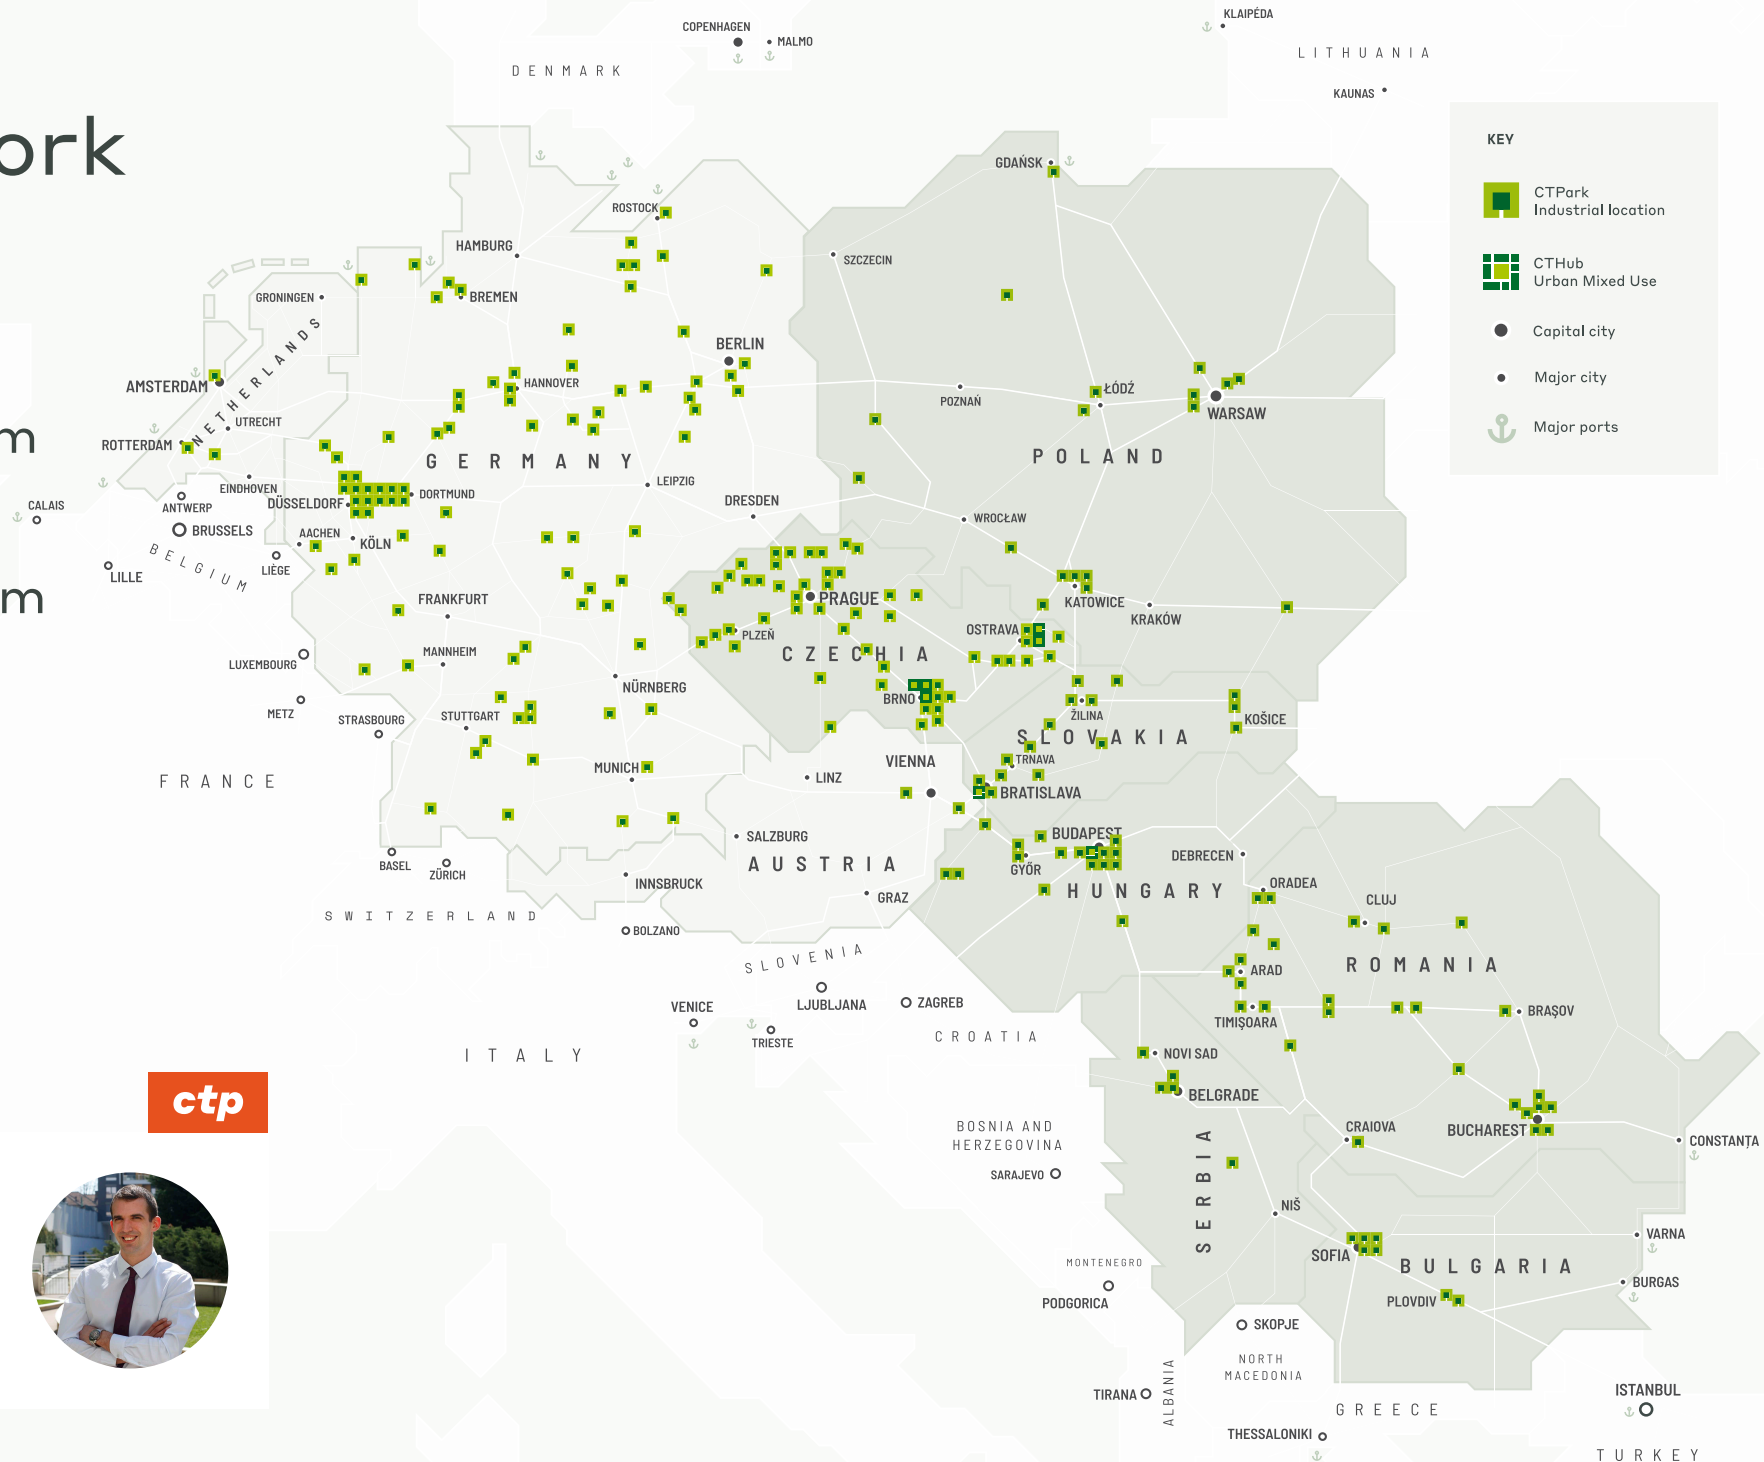 ork
m
m
KEY
CTPark
Industrial location
CTHub
Urban Mixed Use
Capital city
Major city
Major ports
COPENHAGEN
MALMO
DENMARK
KLAIPÉDA
LITHUANIA
KAUNAS
GDAŃSK
ROSTOCK
HAMBURG
SZCZECIN
GRONINGEN
BREMEN
NETHERLANDS
BERLIN
AMSTERDAM
HANNOVER
POZNAŃ
ŁÓDŹ
WARSAW
UTRECHT
ROTTERDAM
GERMANY
POLAND
EINDHOVEN
LEIPZIG
DORTMUND
DÜSSELDORF
DRESDEN
CALAIS
ANTWERP
BRUSSELS
WROCŁAW
AACHEN
KÖLN
BELGIUM
LIÈGE
LILLE
FRANKFURT
PRAGUE
KATOWICE
KRAKÓW
OSTRAVA
PLZEŇ
CZECHIA
LUXEMBOURG
MANNHEIM
NÜRNBERG
BRNO
METZ
STRASBOURG
STUTTGART
ŽILINA
KOŠICE
SLOVAKIA
VIENNA
TRNAVA
MUNICH
LINZ
FRANCE
BRATISLAVA
SALZBURG
BUDAPEST
AUSTRIA
BASEL
ZÜRICH
GYŐR
DEBRECEN
INNSBRUCK
HUNGARY
ORADEA
GRAZ
CLUJ
SWITZERLAND
BOLZANO
SLOVENIA
ROMANIA
ARAD
LJUBLJANA
ZAGREB
VENICE
TIMIŞOARA
BRAŞOV
TRIESTE
CROATIA
ITALY
NOVI SAD
BELGRADE
ctp
BOSNIA AND
HERZEGOVINA
CRAIOVA
BUCHAREST
CONSTANȚA
SARAJEVO
SERBIA
NIŠ
VARNA
SOFIA
BULGARIA
MONTENEGRO
PODGORICA
PLOVDIV
BURGAS
SKOPJE
NORTH
MACEDONIA
TIRANA
ALBANIA
ISTANBUL
GREECE
THESSALONIKI
TURKEY